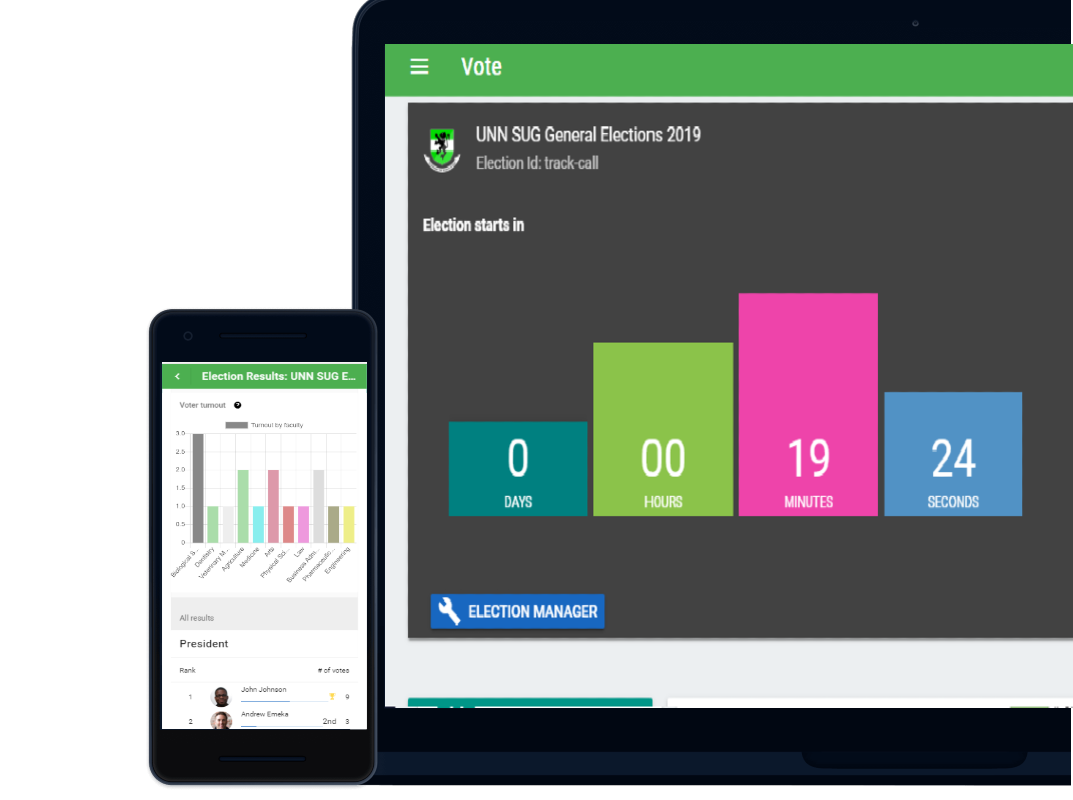 Vote
UNN SUG General Elections 2019
Election Id: track-call
Election starts in
0
DAYS
00
HOURS
19
MINUTES
24
SECONDS
ELECTION MANAGER
Election Results: UNN SUG E...
Voter turnout ?
Turnout by faculty
3.0
2.5
2.0
1.5
1.0
0.5
0
Biological S...
Dentistry
Veterinary M...
Agriculture
Medicine
Arts
Physical Sci...
Law
Business Adm...
Pharmaceutic...
Engineering
All results
President
Rank # of votes
1 John Johnson 9
2 Andrew Emeka 2nd 3